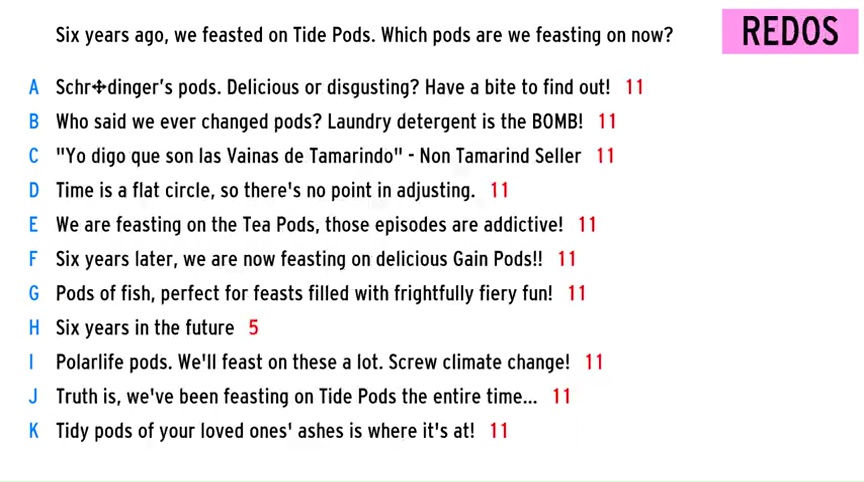 Six years ago, we feasted on Tide Pods. Which pods are we feasting on now?
REDOS
A Schr✣dinger's pods. Delicious or disgusting? Have a bite to find out! 11
B Who said we ever changed pods? Laundry detergent is the BOMB! 11
C "Yo digo que son las Vainas de Tamarindo" - Non Tamarind Seller 11
D Time is a flat circle, so there's no point in adjusting. 11
E We are feasting on the Tea Pods, those episodes are addictive! 11
F Six years later, we are now feasting on delicious Gain Pods!! 11
G Pods of fish, perfect for feasts filled with frightfully fiery fun! 11
H Six years in the future 5
I Polarlife pods. We'll feast on these a lot. Screw climate change! 11
J Truth is, we've been feasting on Tide Pods the entire time... 11
K Tidy pods of your loved ones' ashes is where it's at! 11